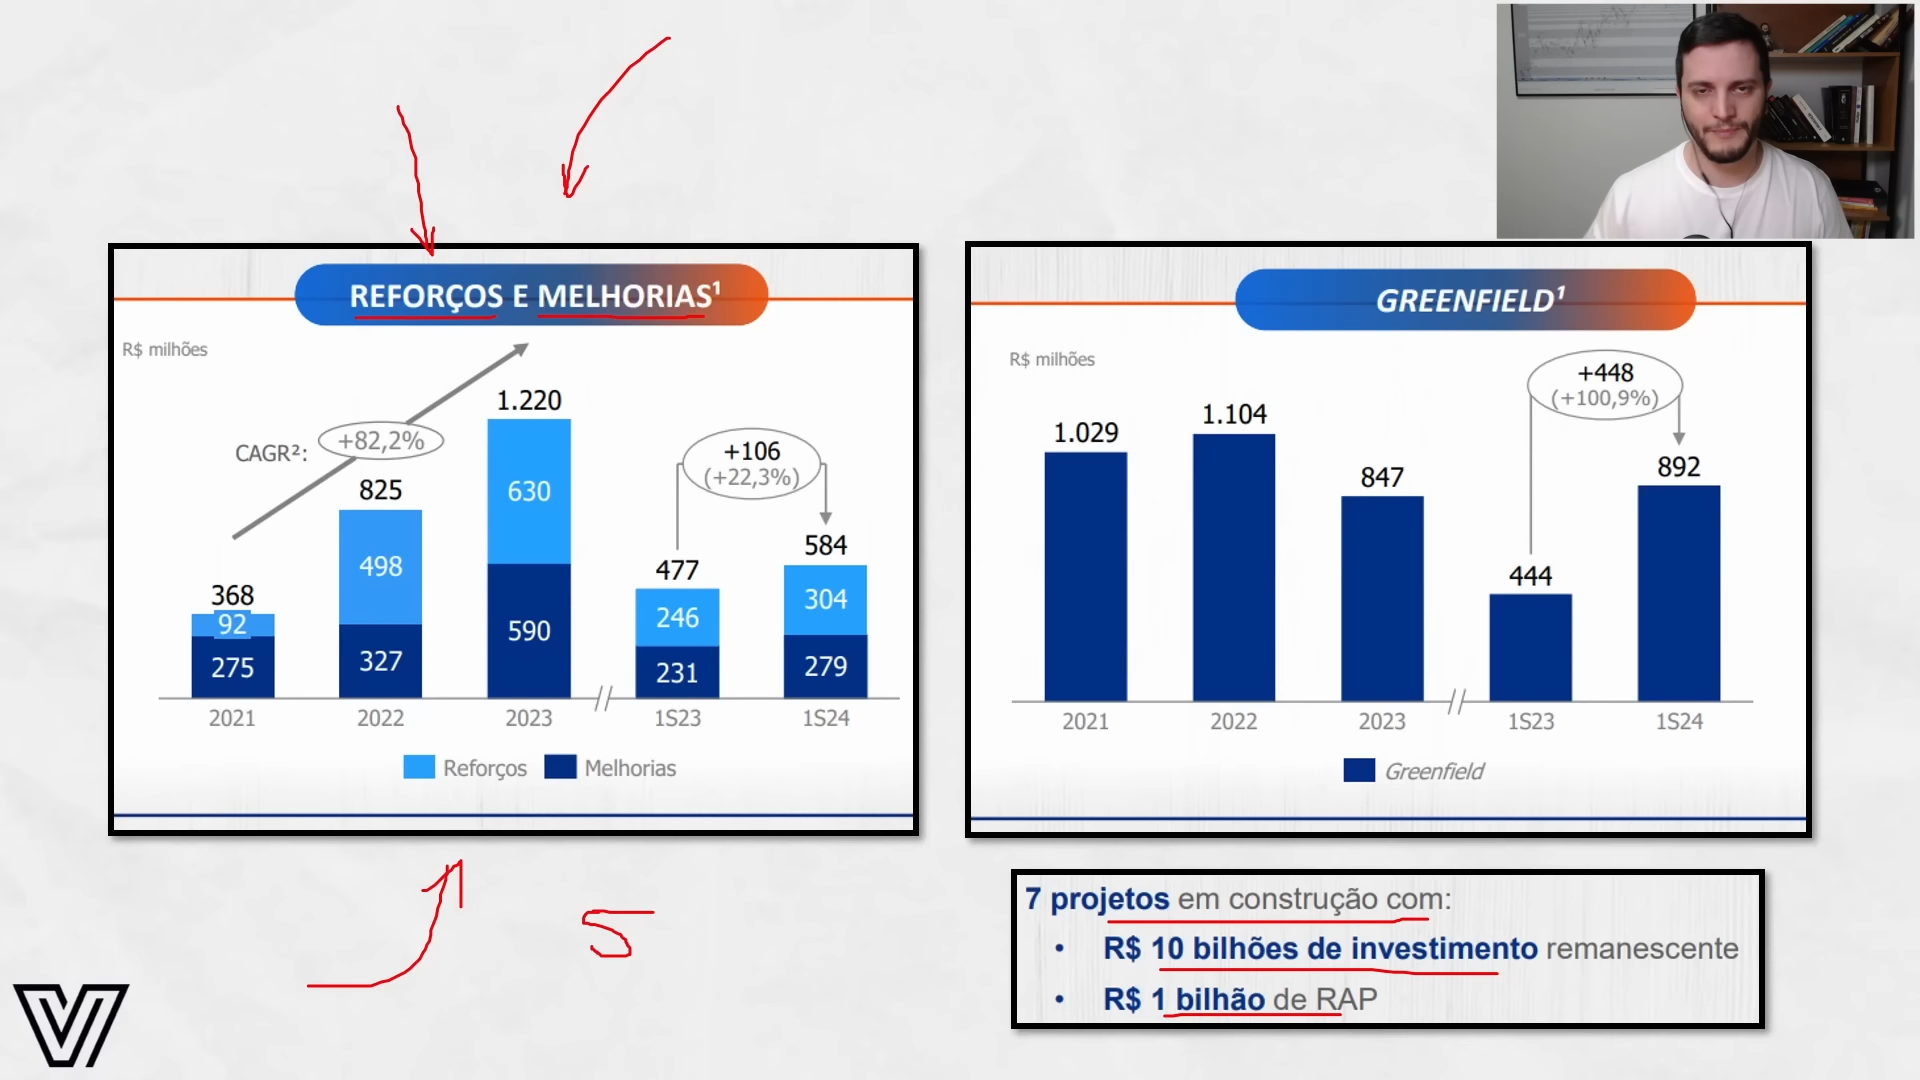 REFORÇOS E MELHORIAS¹
R$ milhões
CAGR²:
+82,2%
368
92
275
825
498
327
1.220
630
590
+106
(+22,3%)
477
246
231
584
304
279
2021
2022
2023
1S23
1S24
Reforços
Melhorias
GREENFIELD¹
R$ milhões
1.029
1.104
847
444
892
+448
(+100,9%)
2021
2022
2023
1S23
1S24
Greenfield
5
7 projetos em construção com:
• R$ 10 bilhões de investimento remanescente
• R$ 1 bilhão de RAP